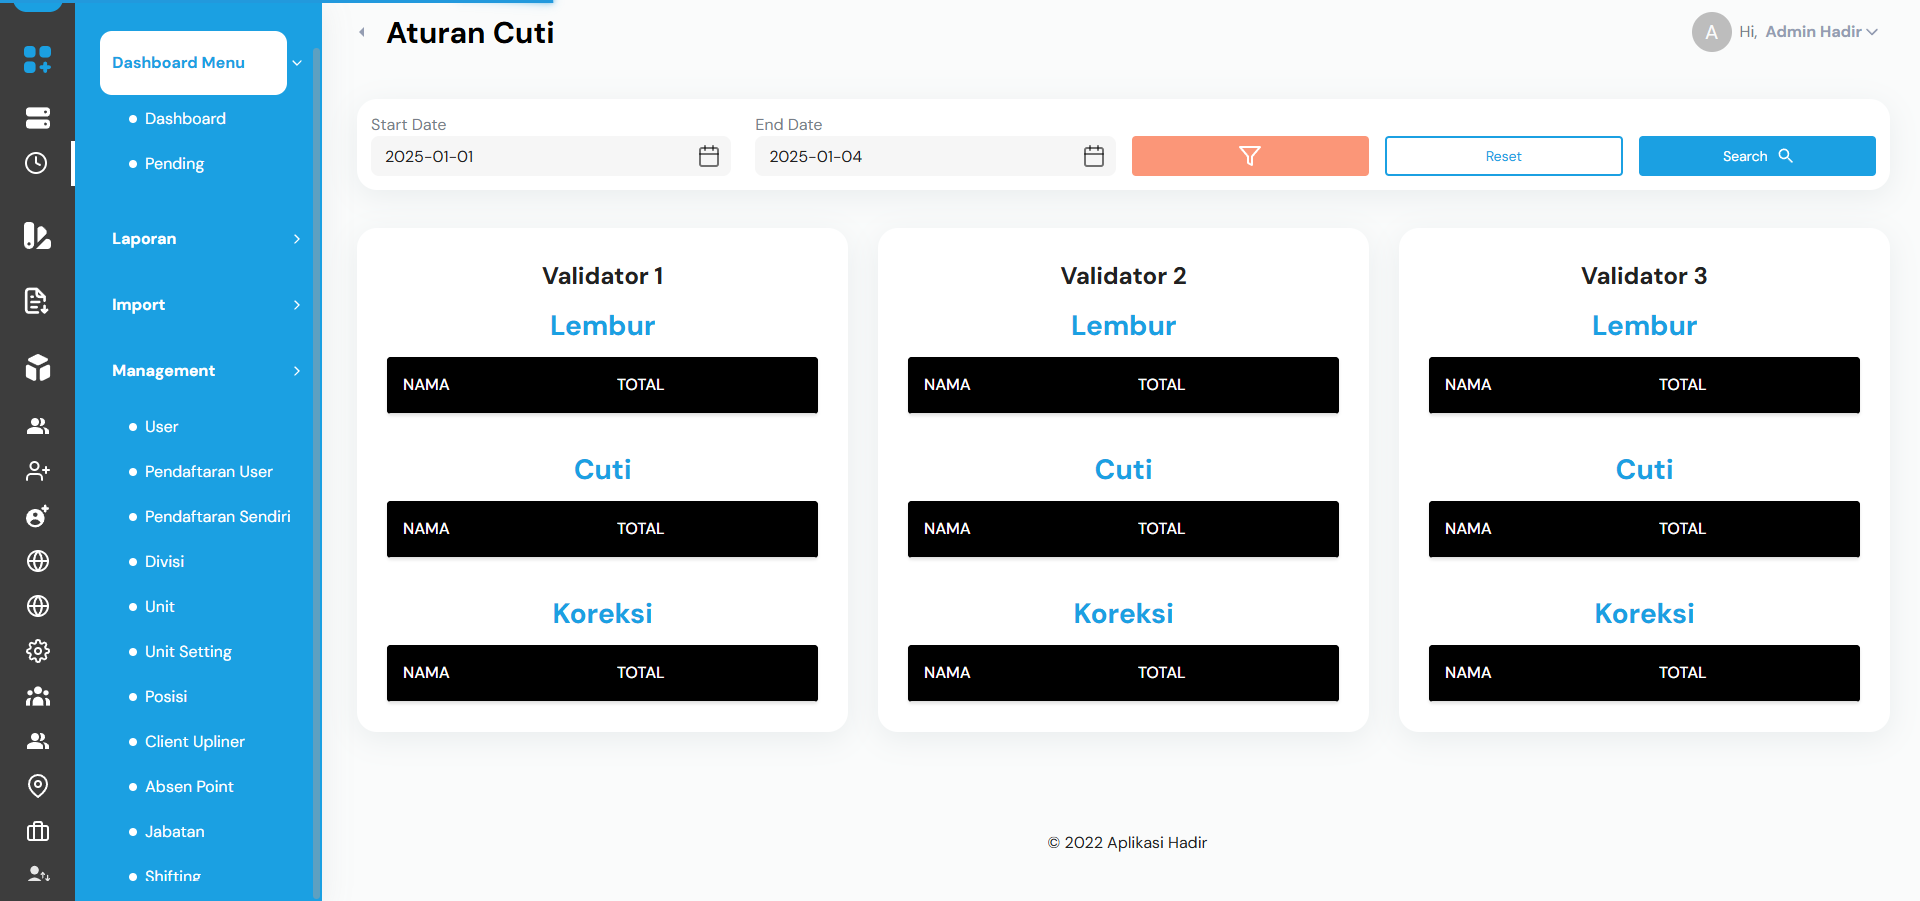 Aturan Cuti
A
Hi, Admin Hadir
Dashboard Menu
Dashboard
Pending
Laporan
Import
Management
User
Pendaftaran User
Pendaftaran Sendiri
Divisi
Unit
Unit Setting
Posisi
Client Upliner
Absen Point
Jabatan
Shifting
Start Date
End Date
2025-01-01
2025-01-04
Reset
Search
Validator 1
Lembur
NAMA TOTAL
Cuti
NAMA TOTAL
Koreksi
NAMA TOTAL
Validator 2
Lembur
NAMA TOTAL
Cuti
NAMA TOTAL
Koreksi
NAMA TOTAL
Validator 3
Lembur
NAMA TOTAL
Cuti
NAMA TOTAL
Koreksi
NAMA TOTAL
© 2022 Aplikasi Hadir